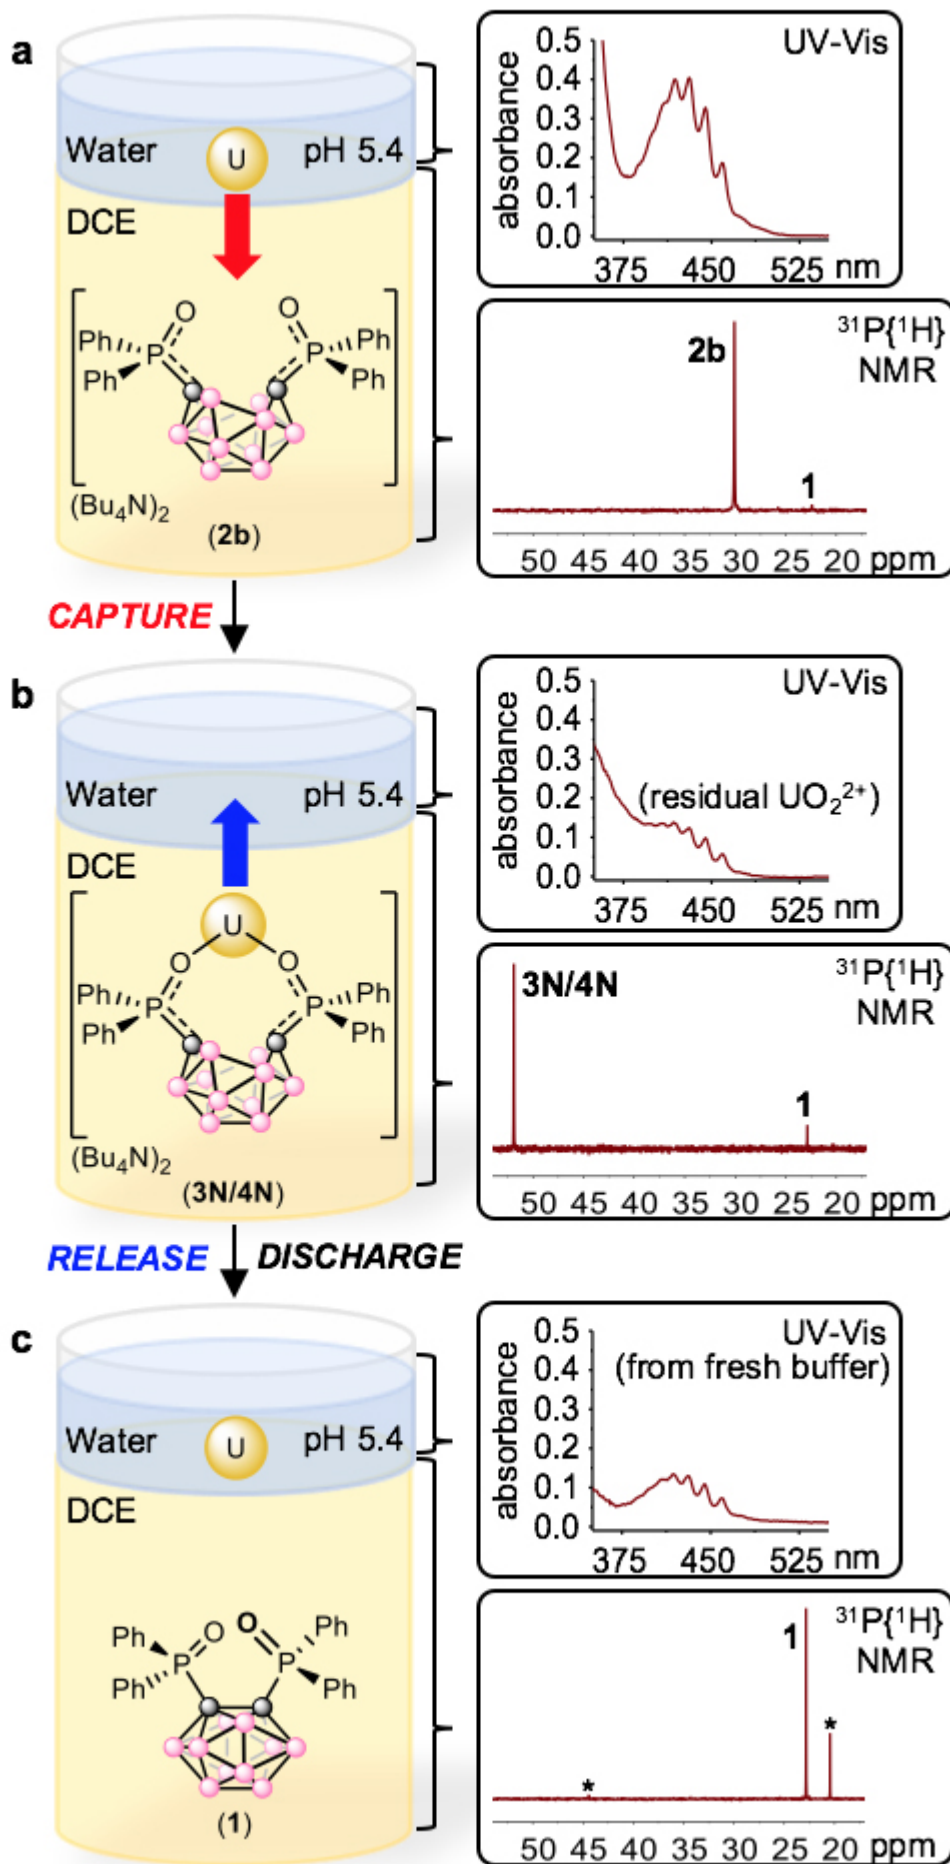 a
Water
U
pH 5.4
DCE
O
O
Ph
P
P
Ph
Ph
Ph
(Bu₄N)₂
(2b)
UV-Vis
absorbance
0.5
0.4
0.3
0.2
0.1
0.0
375 450 525 nm
³¹P{¹H}
NMR
2b
1
50 45 40 35 30 25 20 ppm
CAPTURE
b
Water
pH 5.4
DCE
U
O
O
Ph
P
P
Ph
Ph
Ph
(Bu₄N)₂
(3N/4N)
UV-Vis
absorbance
0.5
0.4
0.3
0.2
0.1
0.0
(residual UO₂²⁺)
375 450 525 nm
³¹P{¹H}
NMR
3N/4N
1
50 45 40 35 30 25 20 ppm
RELEASE DISCHARGE
c
Water
U
pH 5.4
DCE
Ph
O
O
Ph
P
P
Ph
Ph
(1)
UV-Vis
(from fresh buffer)
absorbance
0.5
0.4
0.3
0.2
0.1
0.0
375 450 525 nm
1
³¹P{¹H}
NMR
*
*
50 45 40 35 30 25 20 ppm